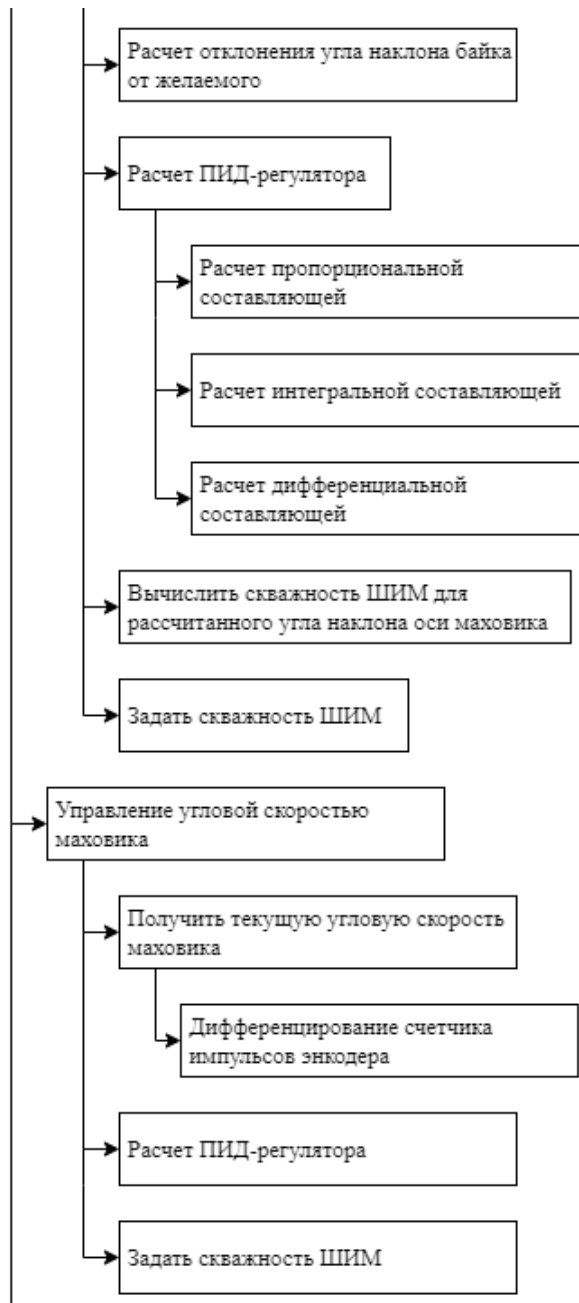 Расчет отклонения угла наклона байка
от желаемого
Расчет ПИД-регулятора
Расчет пропорциональной
составляющей
Расчет интегральной составляющей
Расчет дифференциальной
составляющей
Вычислить скважность ШИМ для
рассчитанного угла наклона оси маховика
Задать скважность ШИМ
Управление угловой скоростью
маховика
Получить текущую угловую скорость
маховика
Дифференцирование счетчика
импульсов энкодера
Расчет ПИД-регулятора
Задать скважность ШИМ